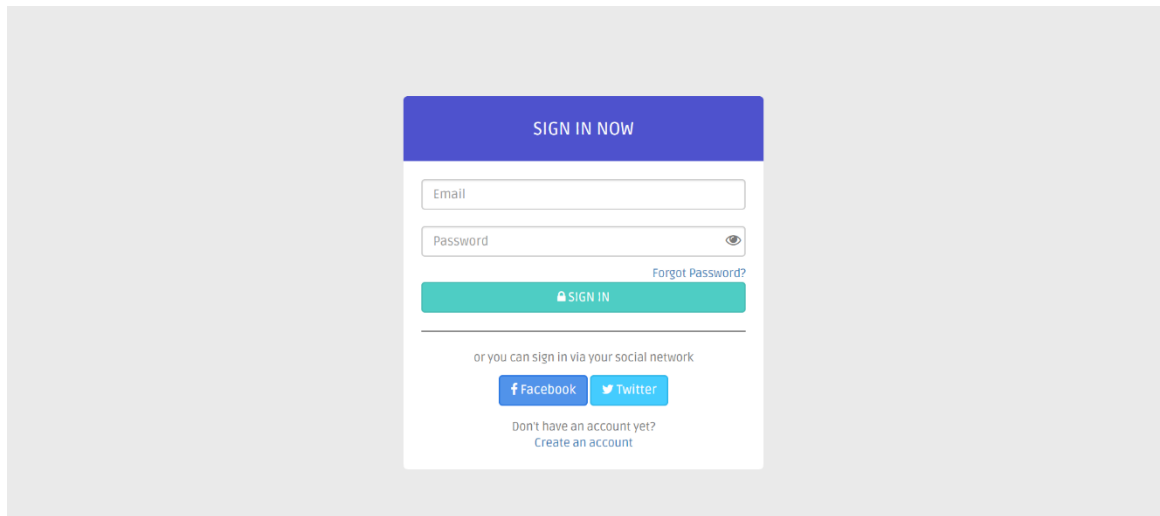 SIGN IN NOW
Email
Password
Forgot Password?
SIGN IN
or you can sign in via your social network
Facebook Twitter
Don't have an account yet?
Create an account